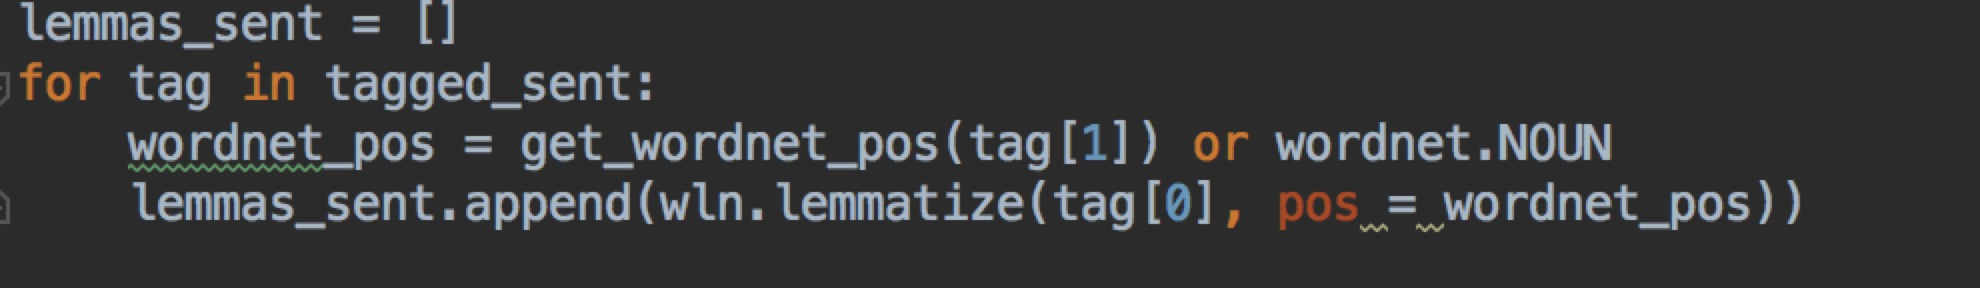 lemmas_sent = []
for tag in tagged_sent:
    wordnet_pos = get_wordnet_pos(tag[1]) or wordnet.NOUN
    lemmas_sent.append(wln.lemmatize(tag[0], pos = wordnet_pos))